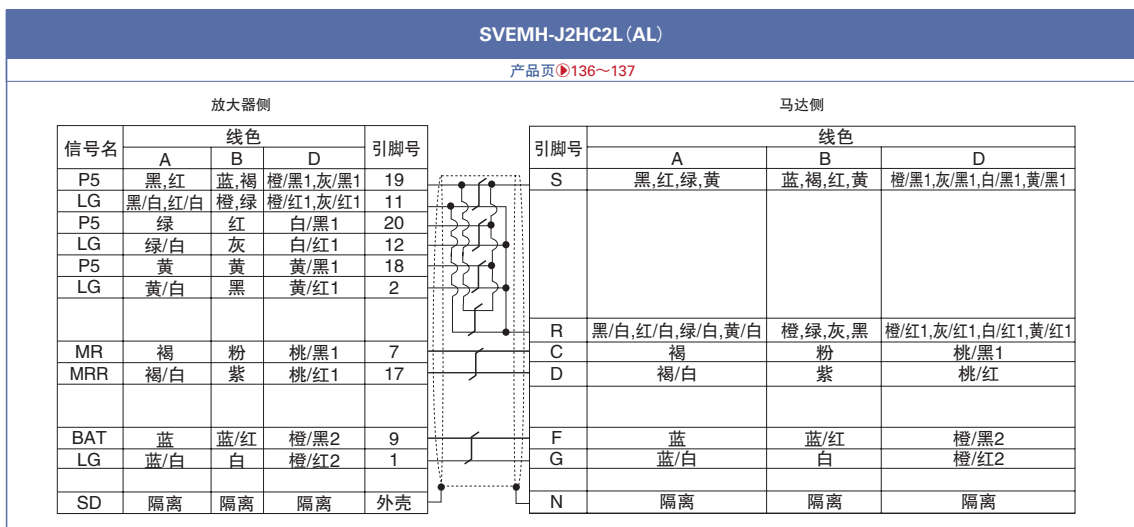 SVEMH-J2HC2L(AL)
产品页▶136～137
放大器侧 马达侧
信号名 线色 引脚号 引脚号 线色
A B D A B D
P5 黑,红 蓝,褐 橙/黑1,灰/黑1 19 S 黑,红,绿,黄 蓝,褐,红,黄 橙/黑1,灰/黑1,白/黑1,黄/黑1
LG 黑/白,红/白 橙,绿 橙/红1,灰/红1 11
P5 绿 红 白/黑1 20
LG 绿/白 灰 白/红1 12
P5 黄 黄 黄/黑1 18
LG 黄/白 黑 黄/红1 2
R 黑/白,红/白,绿/白,黄/白 橙,绿,灰,黑 橙/红1,灰/红1,白/红1,黄/红1
MR 褐 粉 桃/黑1 7 C 褐 粉 桃/黑1
MRR 褐/白 紫 桃/红1 17 D 褐/白 紫 桃/红
BAT 蓝 蓝/红 橙/黑2 9 F 蓝 蓝/红 橙/黑2
LG 蓝/白 白 橙/红2 1 G 蓝/白 白 橙/红2
SD 隔离 隔离 隔离 外壳 N 隔离 隔离 隔离